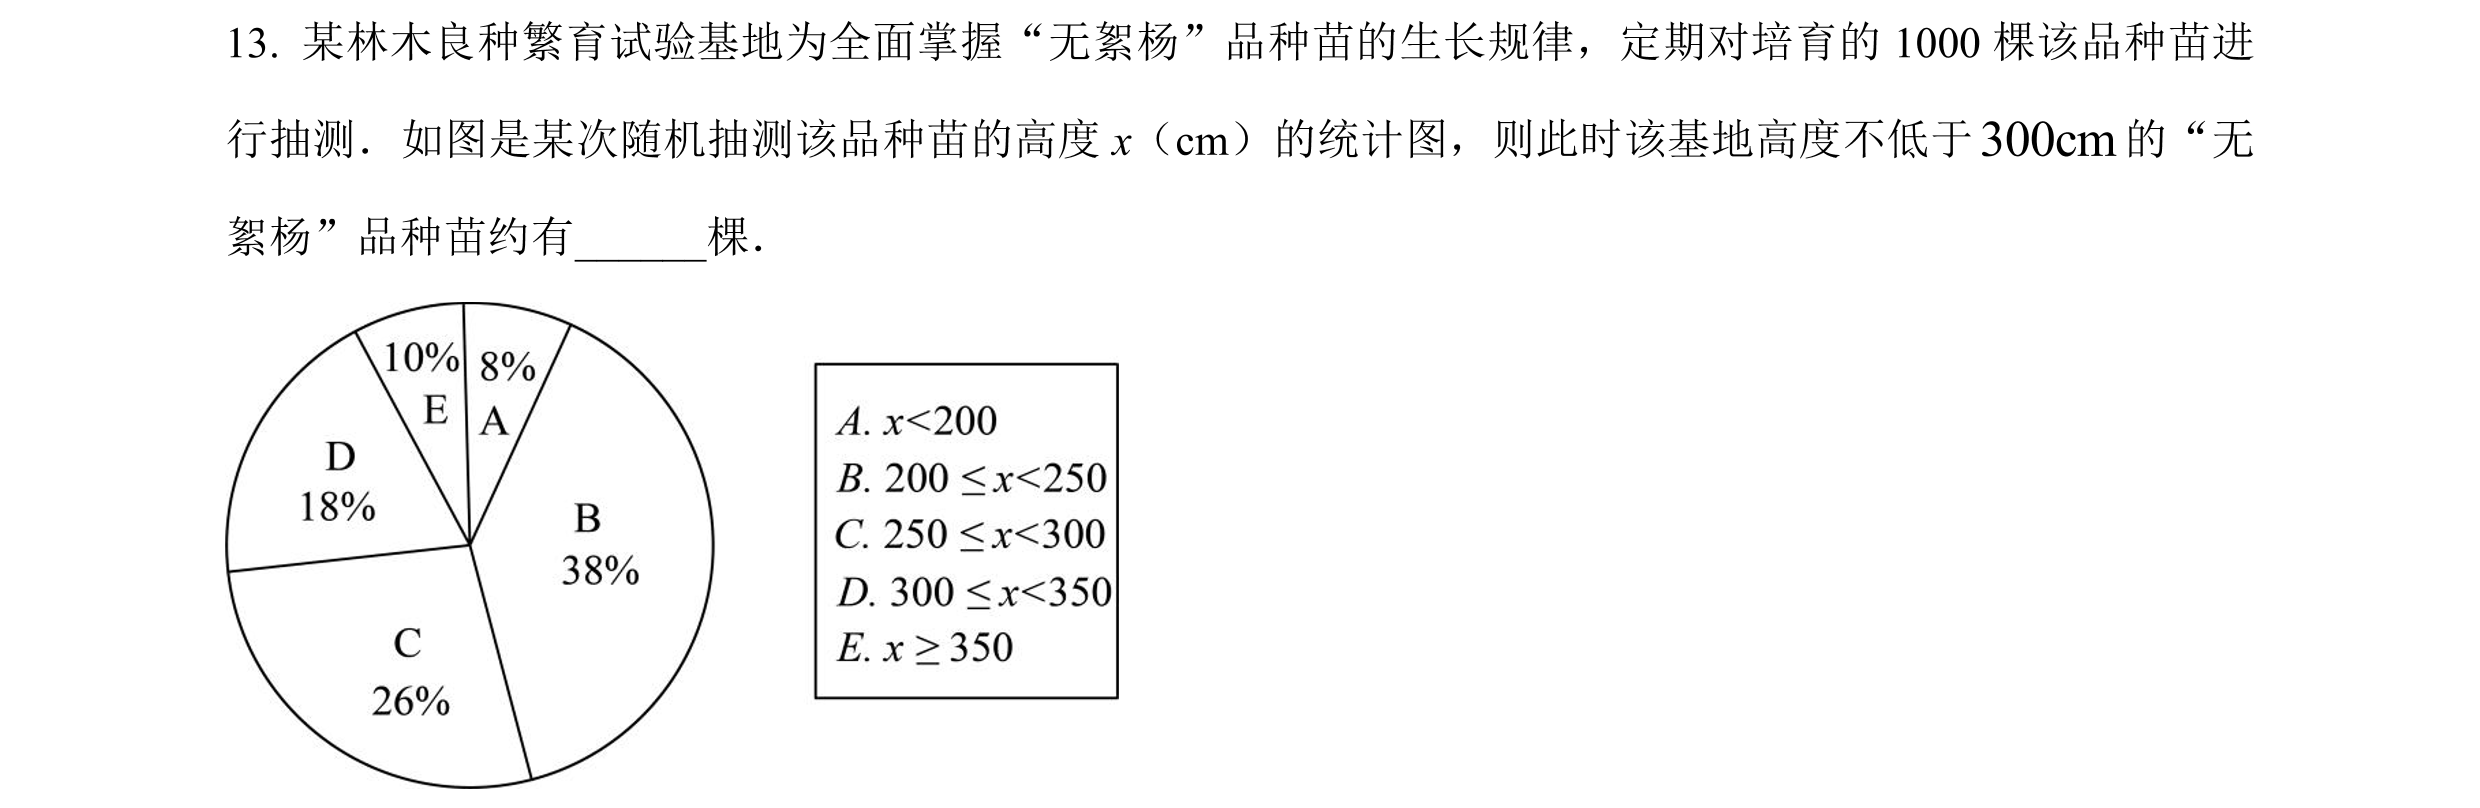 13. 某林木良种繁育试验基地为全面掌握“无絮杨”品种苗的生长规律，定期对培育的 1000 棵该品种苗进
行抽测．如图是某次随机抽测该品种苗的高度 x（cm）的统计图，则此时该基地高度不低于 300cm 的“无
絮杨”品种苗约有______棵．
10%
E
8%
A
D
18%
B
38%
C
26%
A. x<200
B. 200 ≤x<250
C. 250 ≤x<300
D. 300 ≤x<350
E. x ≥350